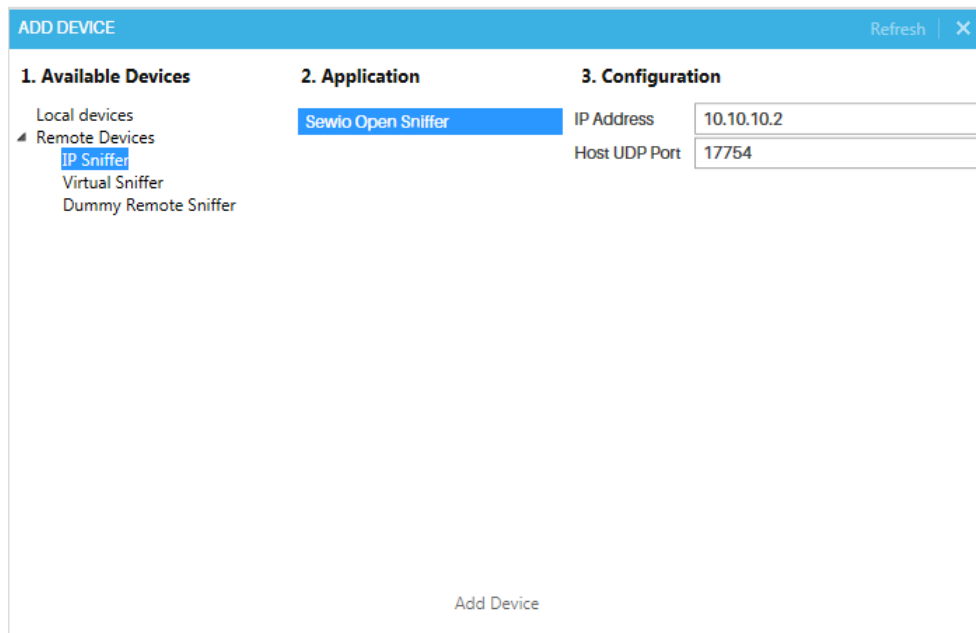 ADD DEVICE Refresh
1. Available Devices 2. Application 3. Configuration
Local devices
Remote Devices
IP Sniffer
Virtual Sniffer
Dummy Remote Sniffer
Sewio Open Sniffer
IP Address 10.10.10.2
Host UDP Port 17754
Add Device